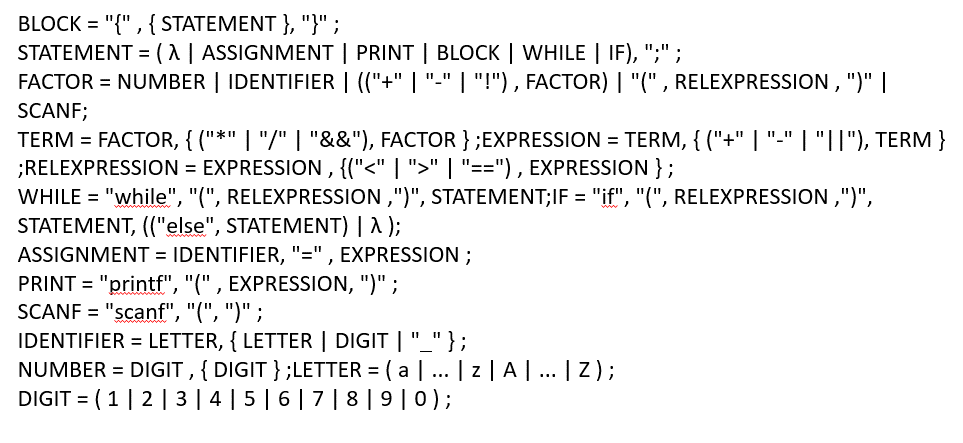 BLOCK = "{" , { STATEMENT }, "}" ;
STATEMENT = ( λ | ASSIGNMENT | PRINT | BLOCK | WHILE | IF), ";" ;
FACTOR = NUMBER | IDENTIFIER | (("+" | "-" | "!") , FACTOR) | "(" , RELEXPRESSION , ")" |
SCANF;
TERM = FACTOR, { ("*" | "/" | "&&"), FACTOR } ;EXPRESSION = TERM, { ("+" | "-" | "||"), TERM }
;RELEXPRESSION = EXPRESSION , {("<" | ">" | "==") , EXPRESSION } ;
WHILE = "while", "(", RELEXPRESSION ,")", STATEMENT;IF = "if", "(", RELEXPRESSION ,")",
STATEMENT, (("else", STATEMENT) | λ );
ASSIGNMENT = IDENTIFIER, "=" , EXPRESSION ;
PRINT = "printf", "(" , EXPRESSION, ")" ;
SCANF = "scanf", "(", ")" ;
IDENTIFIER = LETTER, { LETTER | DIGIT | "_" } ;
NUMBER = DIGIT , { DIGIT } ;LETTER = ( a | ... | z | A | ... | Z ) ;
DIGIT = ( 1 | 2 | 3 | 4 | 5 | 6 | 7 | 8 | 9 | 0 ) ;